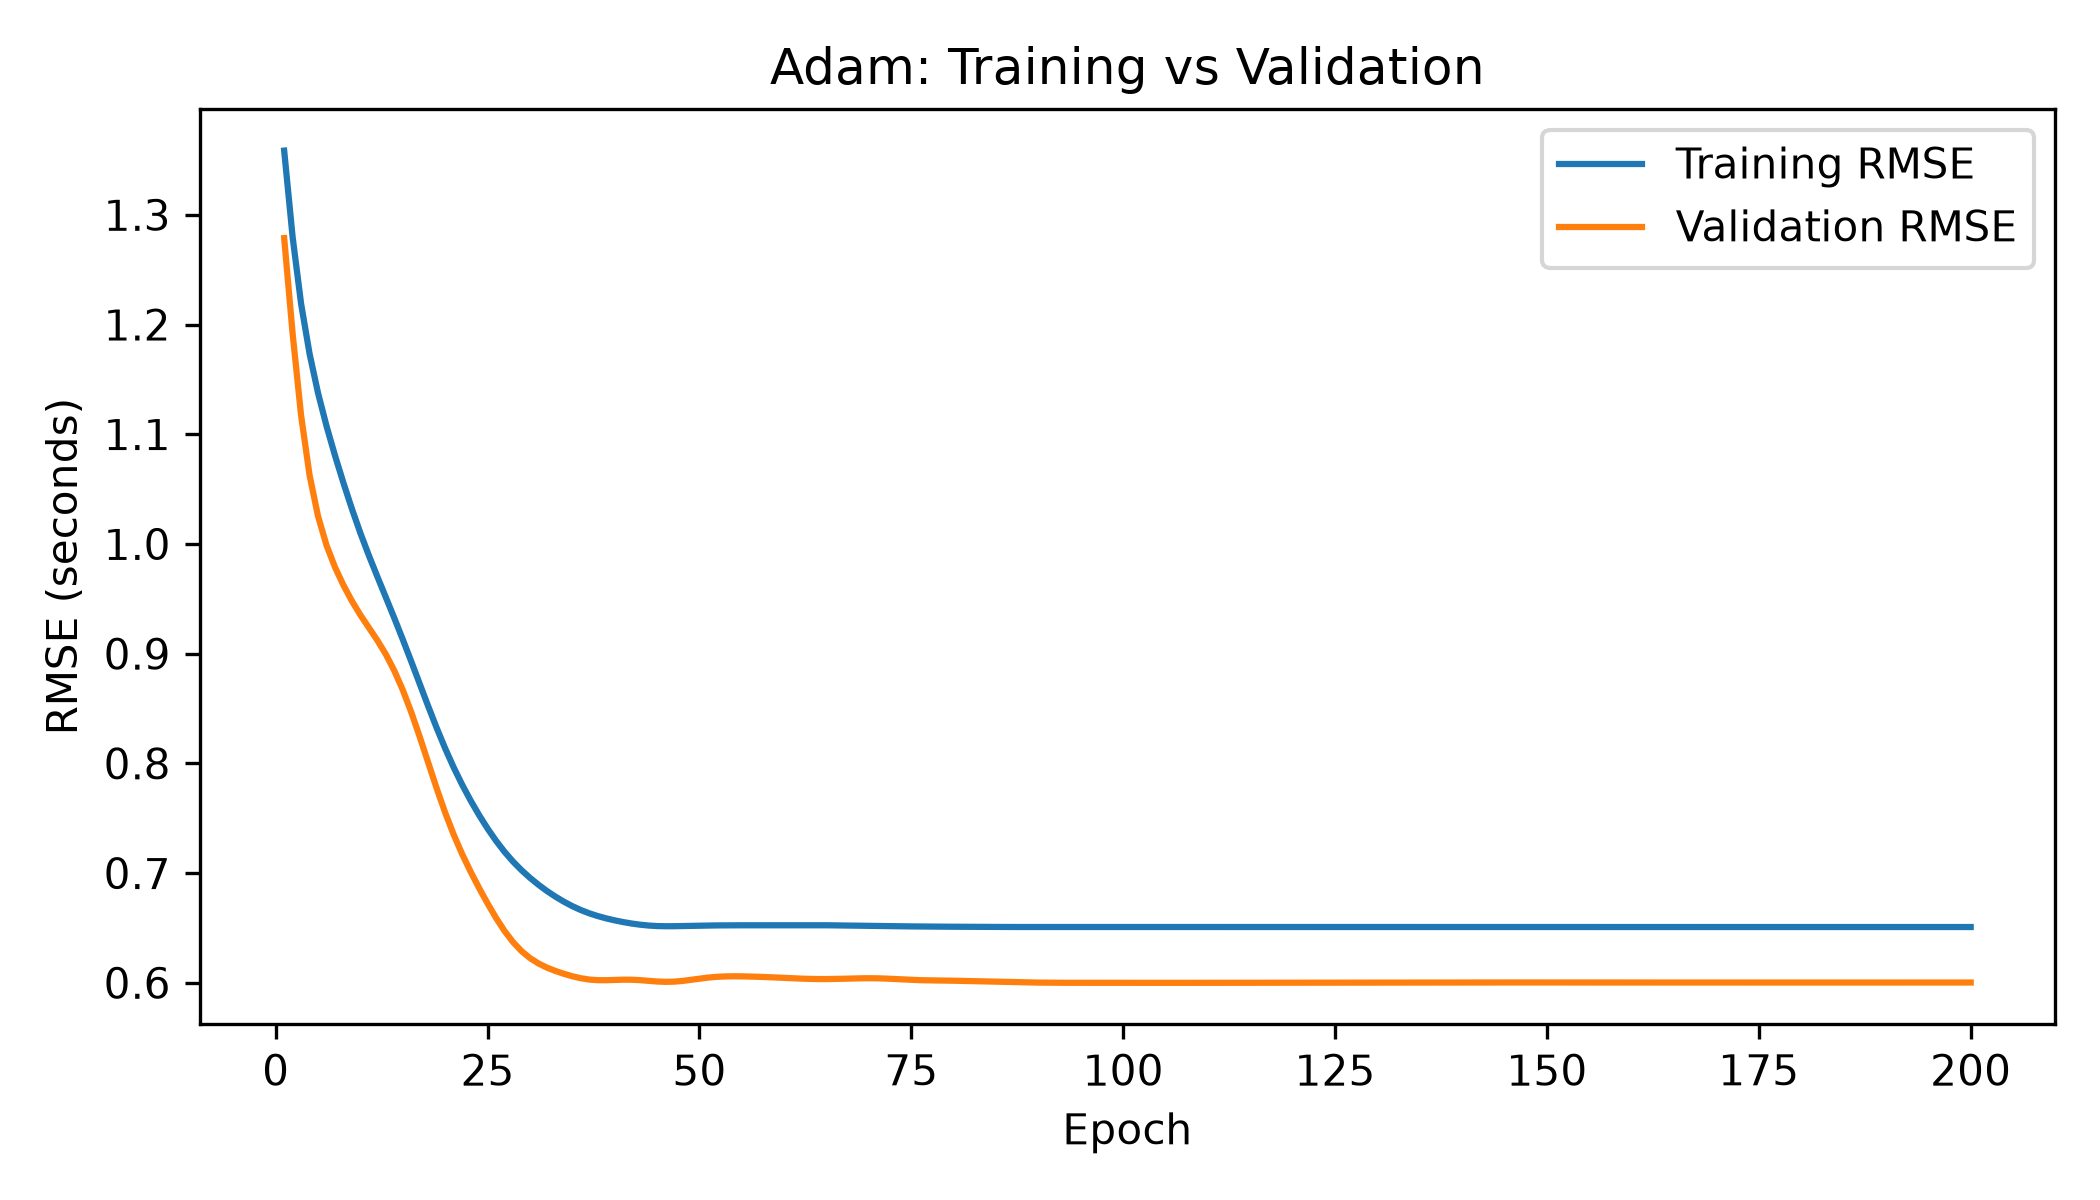 Adam: Training vs Validation
Training RMSE
Validation RMSE
RMSE (seconds)
1.3
1.2
1.1
1.0
0.9
0.8
0.7
0.6
0 25 50 75 100 125 150 175 200
Epoch